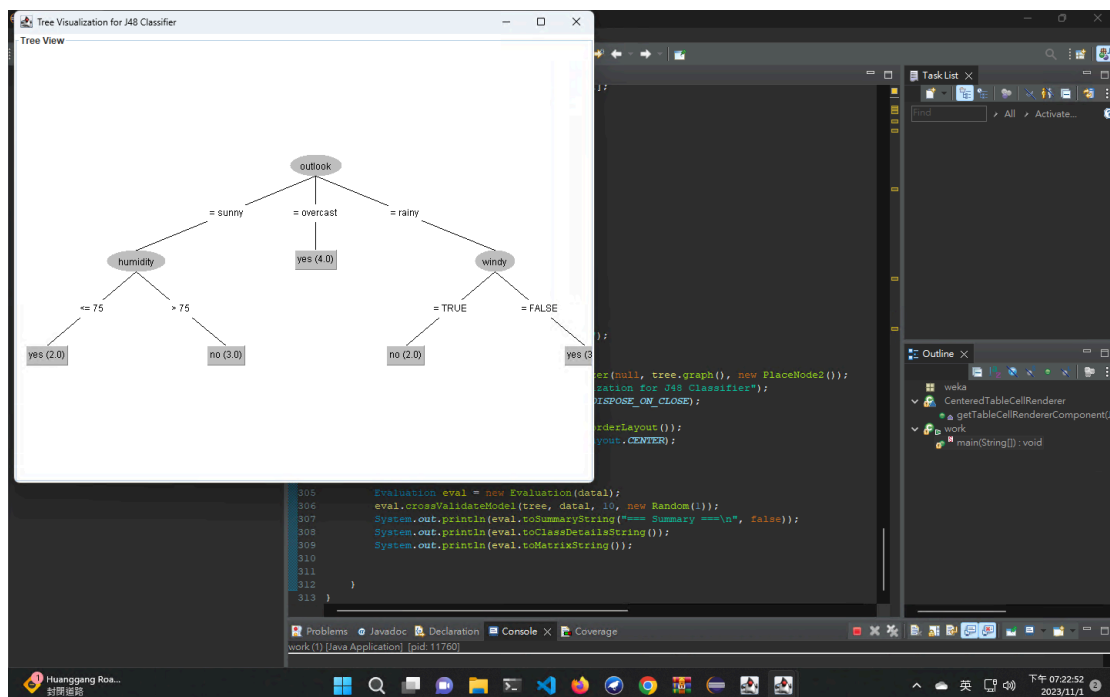 Tree Visualization for J48 Classifier
Tree View
outlook
= sunny
= overcast
= rainy
humidity
yes (4.0)
windy
<= 75
> 75
= TRUE
= FALSE
yes (2.0)
no (3.0)
no (2.0)
yes (3
];
);
er(null, tree.graph(), new PlaceNode2());
zation for J48 Classifier");
DISPOSE_ON_CLOSE);
orderLayout());
yout.CENTER);
305 Evaluation eval = new Evaluation(data1);
306 eval.crossValidateModel(tree, data1, 10, new Random(1));
307 System.out.println(eval.toSummaryString("=== Summary ===\n", false));
308 System.out.println(eval.toClassDetailsString());
309 System.out.println(eval.toMatrixString());
310
311
312 }
313 }
Task List
Find
All
Activate...
Outline
weka
CenteredTableCellRenderer
getTableCellRendererComponent(
work
main(String[]) : void
Problems
Javadoc
Declaration
Console
Coverage
work (1) [Java Application] [pid: 11760]
1
Huanggang Roa...
封閉道路
英
下午 07:22:52
2023/11/1
2